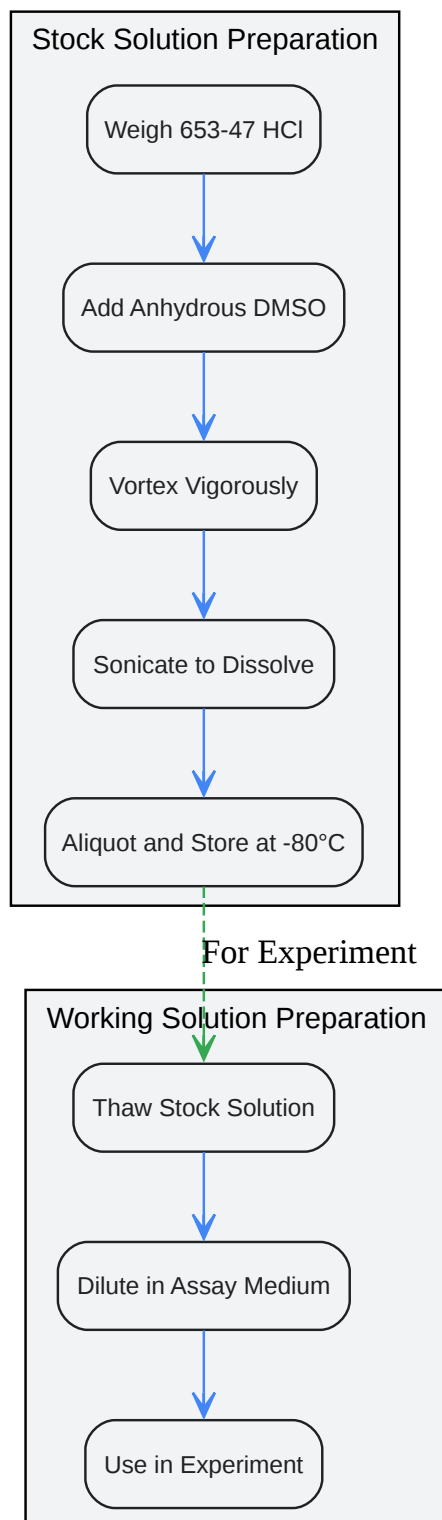 Stock Solution Preparation
Weigh 653-47 HCl
Add Anhydrous DMSO
Vortex Vigorously
Sonicate to Dissolve
Aliquot and Store at -80°C
For Experiment
Working Solution Preparation
Thaw Stock Solution
Dilute in Assay Medium
Use in Experiment